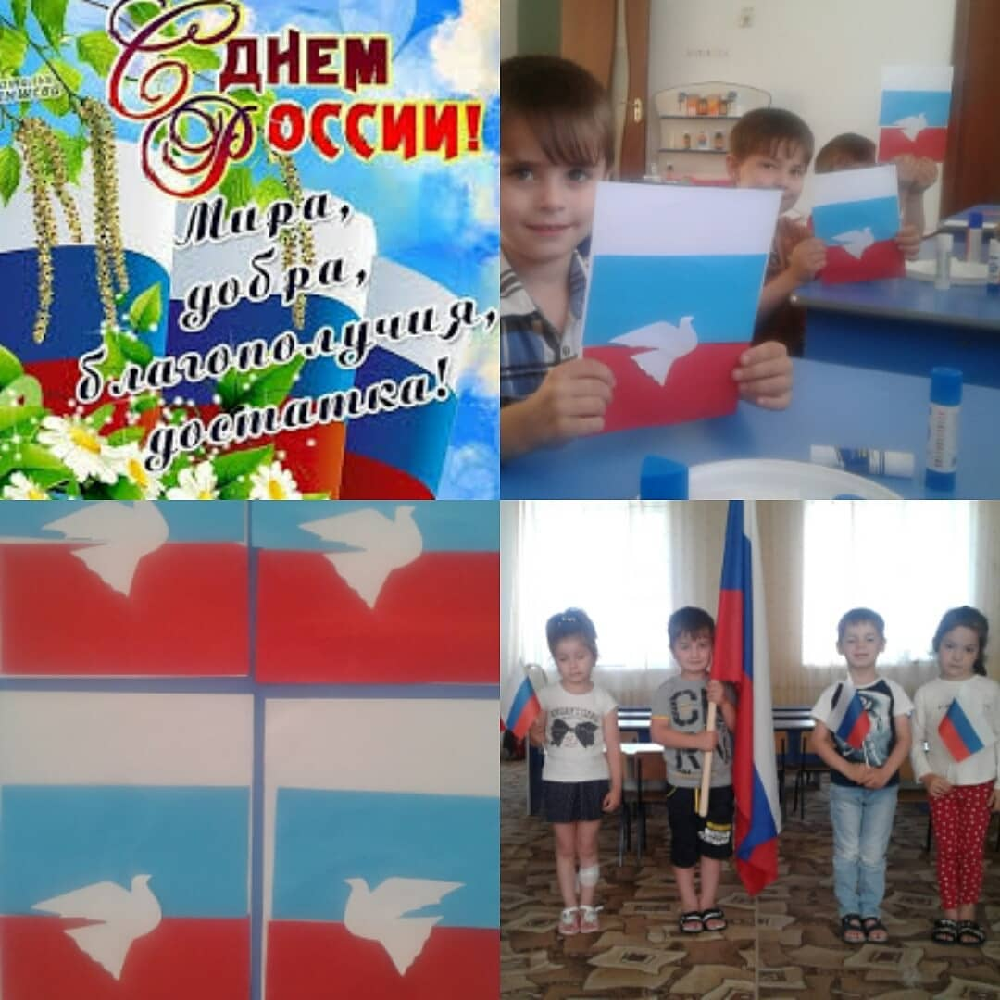 С ДНЕМ
РОССИИ!
Мира,
добра,
благополучия,
достатка!